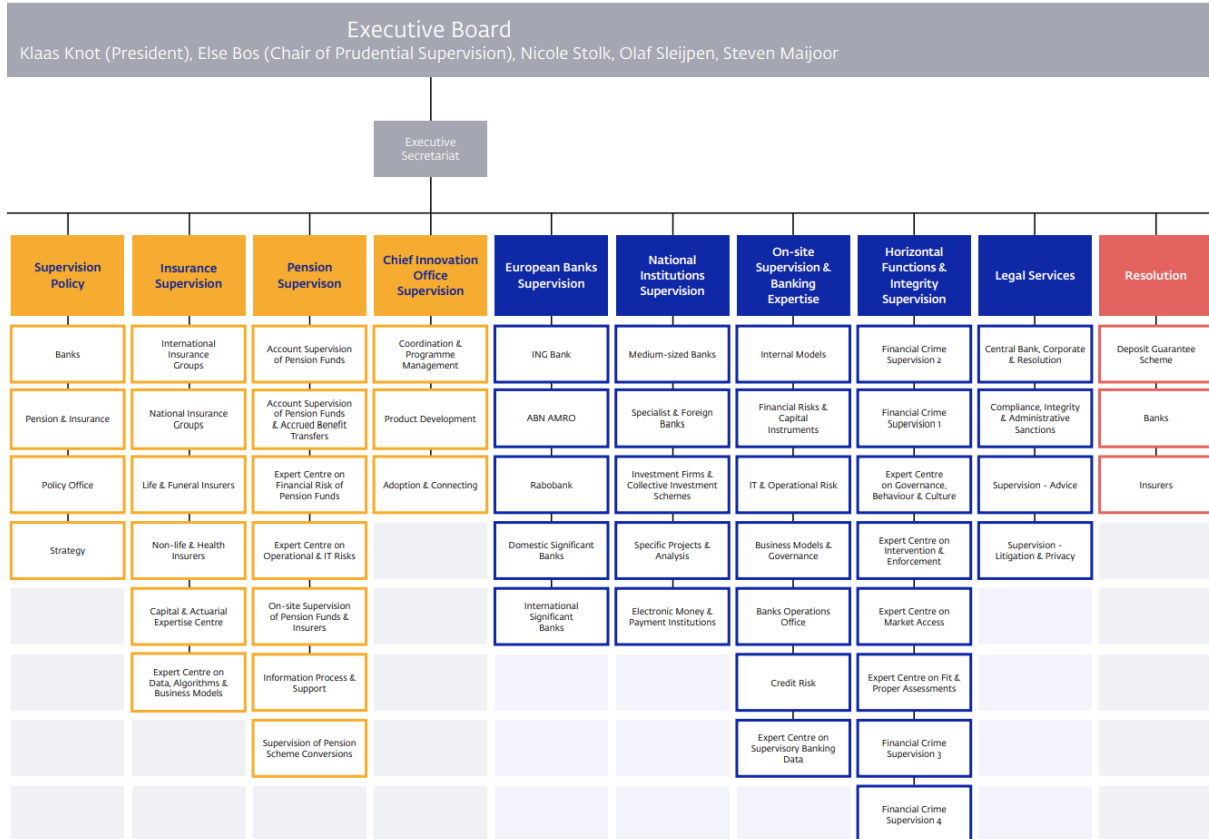 Executive Board
Klaas Knot (President), Else Bos (Chair of Prudential Supervision), Nicole Stolk, Olaf Sleijpen, Steven Maijoor
Executive
Secretariat
Supervision
Policy
Banks
Pension & Insurance
Policy Office
Strategy
Insurance
Supervision
International
Insurance
Groups
National Insurance
Groups
Life & Funeral Insurers
Non-life & Health
Insurers
Capital & Actuarial
Expertise Centre
Expert Centre on
Data, Algorithms &
Business Models
Pension
Supervison
Account Supervision
of Pension Funds
Account Supervision
of Pension Funds
& Accrued Benefit
Transfers
Expert Centre on
Financial Risk of
Pension Funds
Expert Centre on
Operational & IT Risks
On-site Supervision
of Pension Funds &
Insurers
Information Process &
Support
Supervision of Pension
Scheme Conversions
Chief Innovation
Office
Supervision
Coordination &
Programme
Management
Product Development
Adoption & Connecting
European Banks
Supervision
ING Bank
ABN AMRO
Rabobank
Domestic Significant
Banks
International
Significant
Banks
National
Institutions
Supervision
Medium-sized Banks
Specialist & Foreign
Banks
Investment Firms &
Collective Investment
Schemes
Specific Projects &
Analysis
Electronic Money &
Payment Institutions
On-site
Supervision &
Banking
Expertise
Internal Models
Financial Risks &
Capital
Instruments
IT & Operational Risk
Business Models &
Governance
Banks Operations
Office
Credit Risk
Expert Centre on
Supervisory Banking
Data
Horizontal
Functions &
Integrity
Supervision
Financial Crime
Supervision 2
Financial Crime
Supervision 1
Expert Centre
on Governance,
Behaviour & Culture
Expert Centre on
Intervention &
Enforcement
Expert Centre on
Market Access
Expert Centre on Fit &
Proper Assessments
Financial Crime
Supervision 3
Financial Crime
Supervision 4
Legal Services
Central Bank, Corporate
& Resolution
Compliance, Integrity
& Administrative
Sanctions
Supervision - Advice
Supervision -
Litigation & Privacy
Resolution
Deposit Guarantee
Scheme
Banks
Insurers